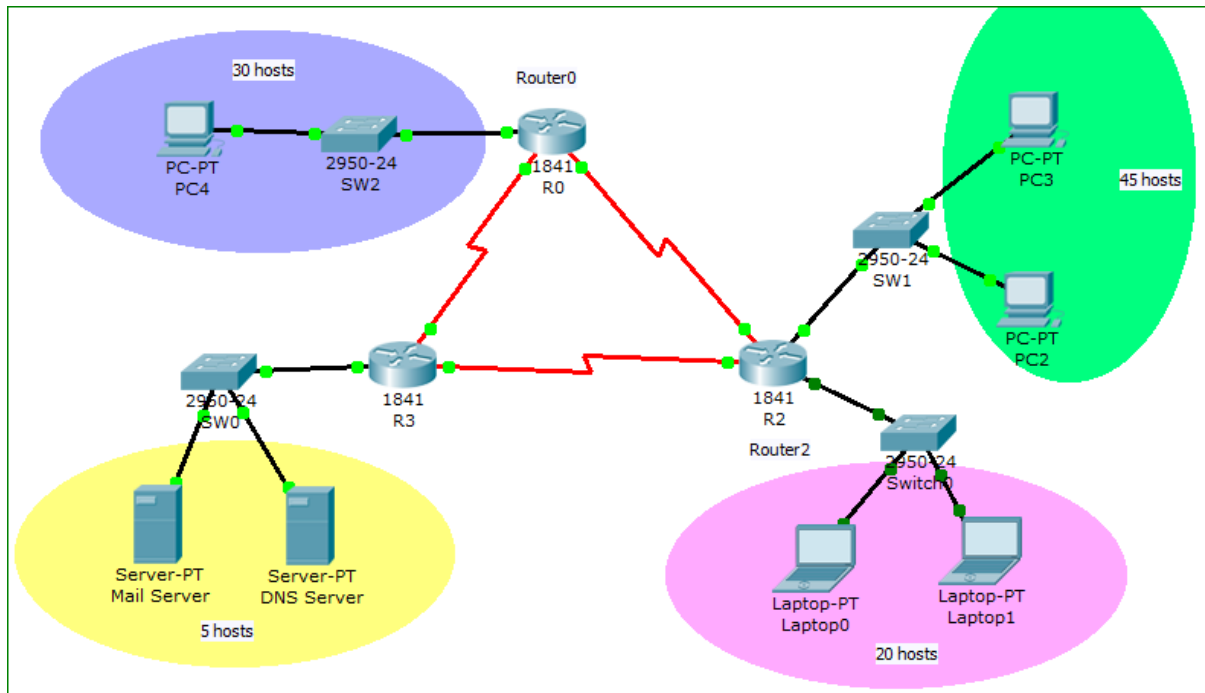 30 hosts
Router0
PC-PT
PC4
2950-24
SW2
1841
R0
PC-PT
PC3
45 hosts
2950-24
SW1
PC-PT
PC2
2950-24
SW0
1841
R3
1841
R2
Router2
2950-24
Switch0
Server-PT
Mail Server
Server-PT
DNS Server
5 hosts
Laptop-PT
Laptop0
Laptop-PT
Laptop1
20 hosts